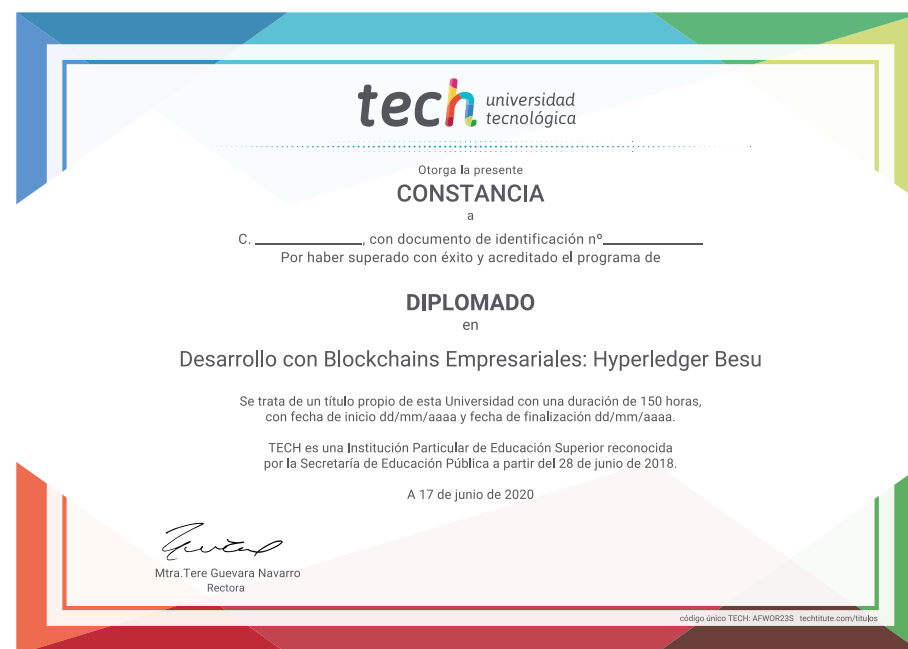 tech universidad
tecnológica
Otorga la presente
CONSTANCIA
a
C. ____________, con documento de identificación nº____________
Por haber superado con éxito y acreditado el programa de
DIPLOMADO
en
Desarrollo con Blockchains Empresariales: Hyperledger Besu
Se trata de un título propio de esta Universidad con una duración de 150 horas,
con fecha de inicio dd/mm/aaaa y fecha de finalización dd/mm/aaaa.
TECH es una Institución Particular de Educación Superior reconocida
por la Secretaría de Educación Pública a partir del 28 de junio de 2018.
A 17 de junio de 2020
Mtra.Tere Guevara Navarro
Rectora
código único TECH: AFWOR23S techtitute.com/titulos